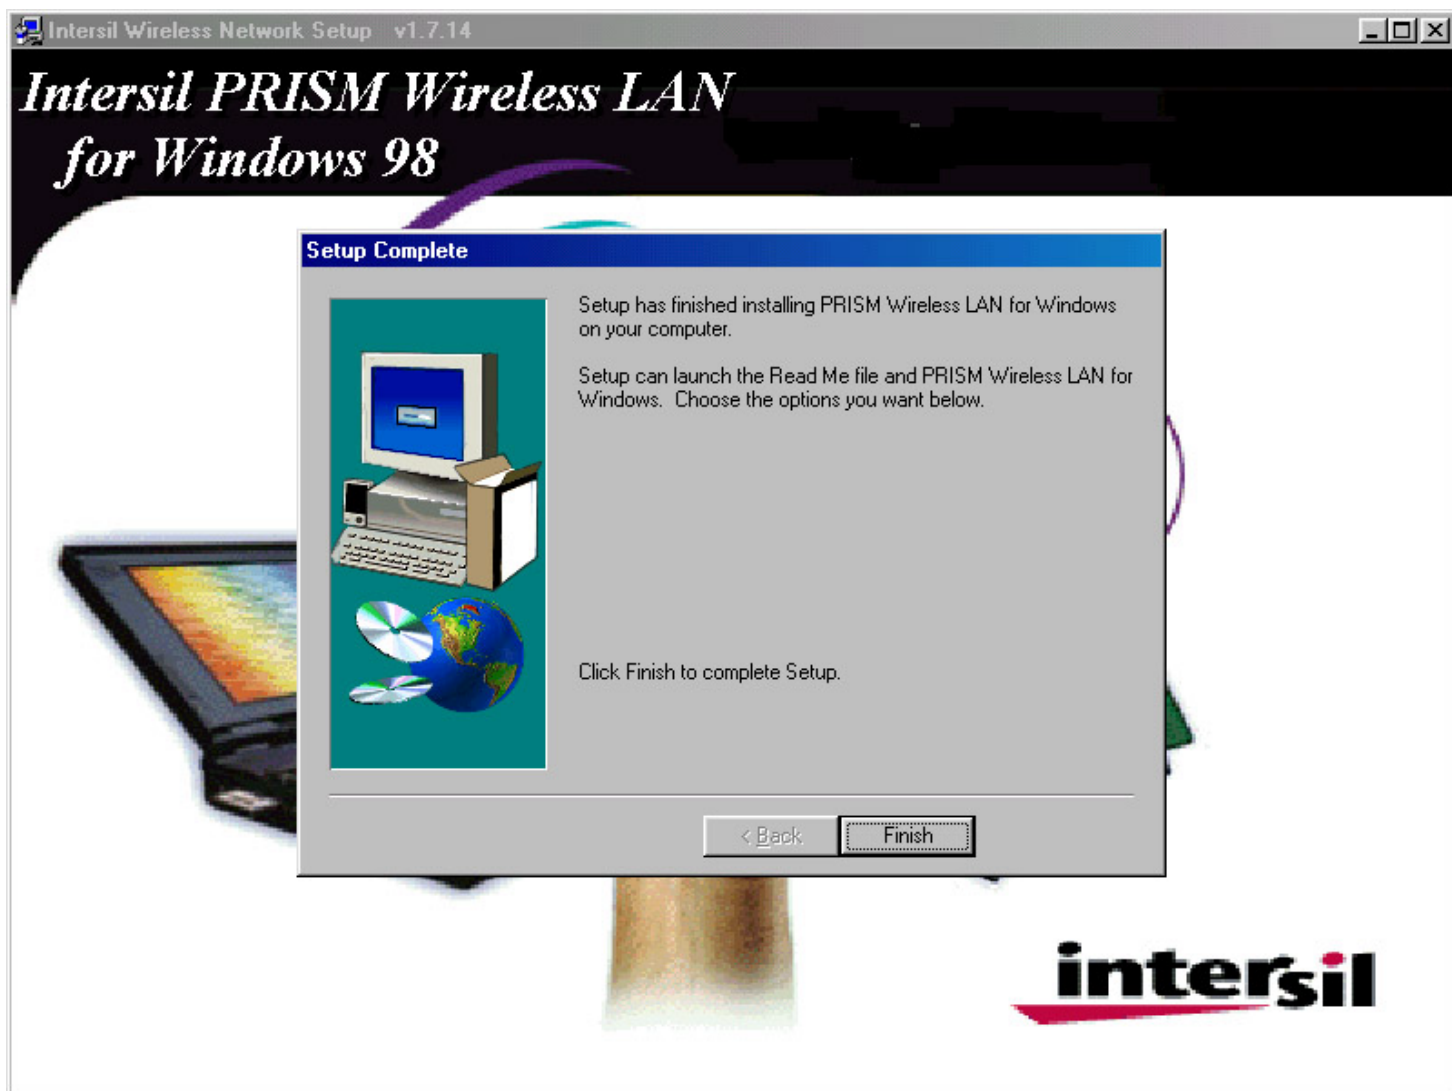 Intersil Wireless Network Setup v1.7.14
Intersil PRISM Wireless LAN
for Windows 98
Setup Complete
Setup has finished installing PRISM Wireless LAN for Windows
on your computer.
Setup can launch the Read Me file and PRISM Wireless LAN for
Windows. Choose the options you want below.
Click Finish to complete Setup.
< Back
Finish
intersil